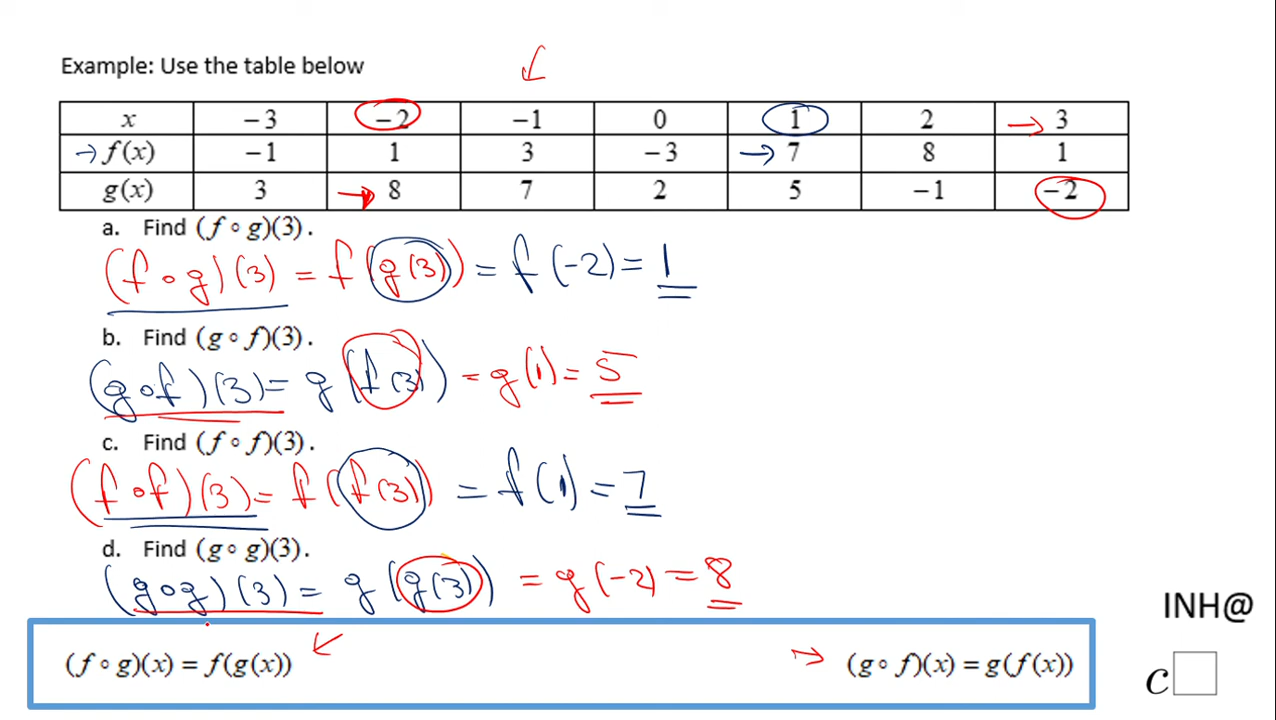 Example: Use the table below
x −3 −2 −1 0 1 2 → 3
→ f(x) −1 1 3 −3 → 7 8 1
g(x) 3 → 8 7 2 5 −1 −2
a. Find (f ∘ g)(3).
(f ∘ g)(3) = f(g(3)) = f(-2) = 1
b. Find (g ∘ f)(3).
(g ∘ f)(3) = g(f(3)) = g(1) = 5
c. Find (f ∘ f)(3).
(f ∘ f)(3) = f(f(3)) = f(1) = 7
d. Find (g ∘ g)(3).
(g ∘ g)(3) = g(g(3)) = g(-2) = 8
INH@
(f ∘ g)(x) = f(g(x)) → (g ∘ f)(x) = g(f(x))
c